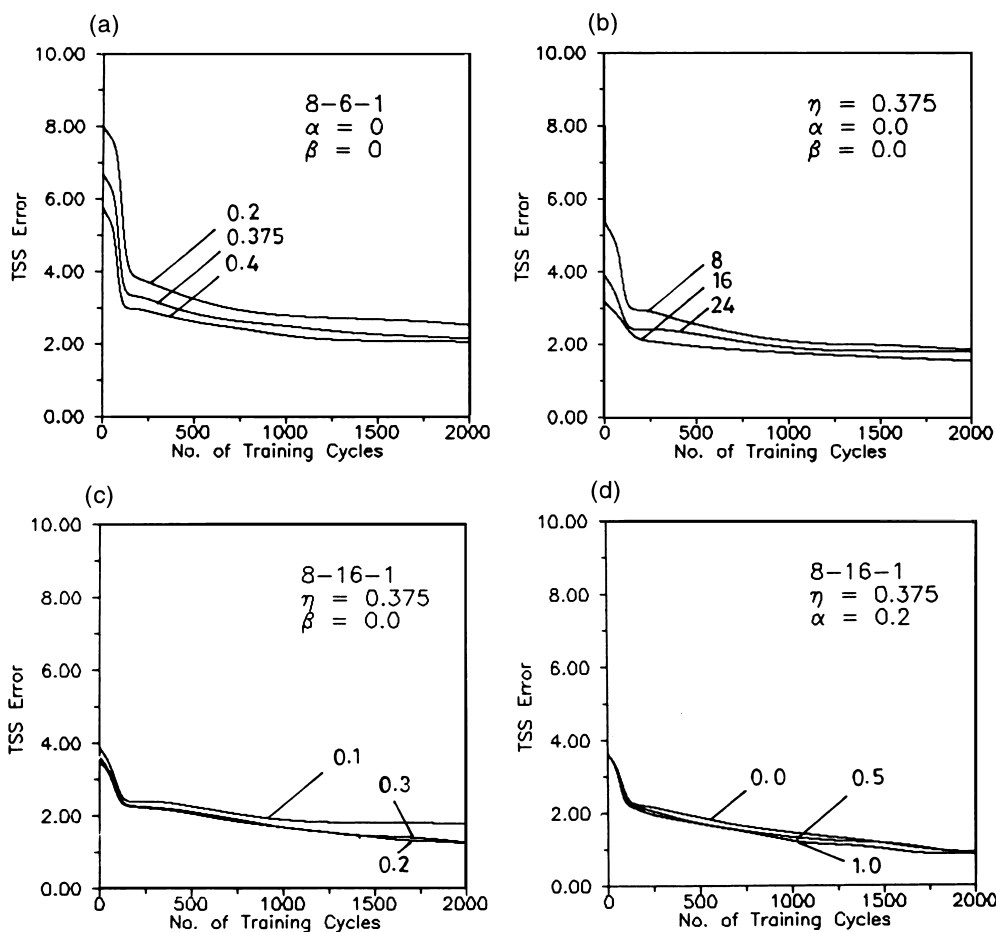 (a)
10.00
8.00
6.00
4.00
2.00
0.00
TSS Error
8-6-1
α = 0
β = 0
0.2
0.375
0.4
0
500
1000
1500
2000
No. of Training Cycles
(b)
10.00
8.00
6.00
4.00
2.00
0.00
TSS Error
η = 0.375
α = 0.0
β = 0.0
8
16
24
0
500
1000
1500
2000
No. of Training Cycles
(c)
10.00
8.00
6.00
4.00
2.00
0.00
TSS Error
8-16-1
η = 0.375
β = 0.0
0.1
0.3
0.2
0
500
1000
1500
2000
No. of Training Cycles
(d)
10.00
8.00
6.00
4.00
2.00
0.00
TSS Error
8-16-1
η = 0.375
α = 0.2
0.0
0.5
1.0
0
500
1000
1500
2000
No. of Training Cycles